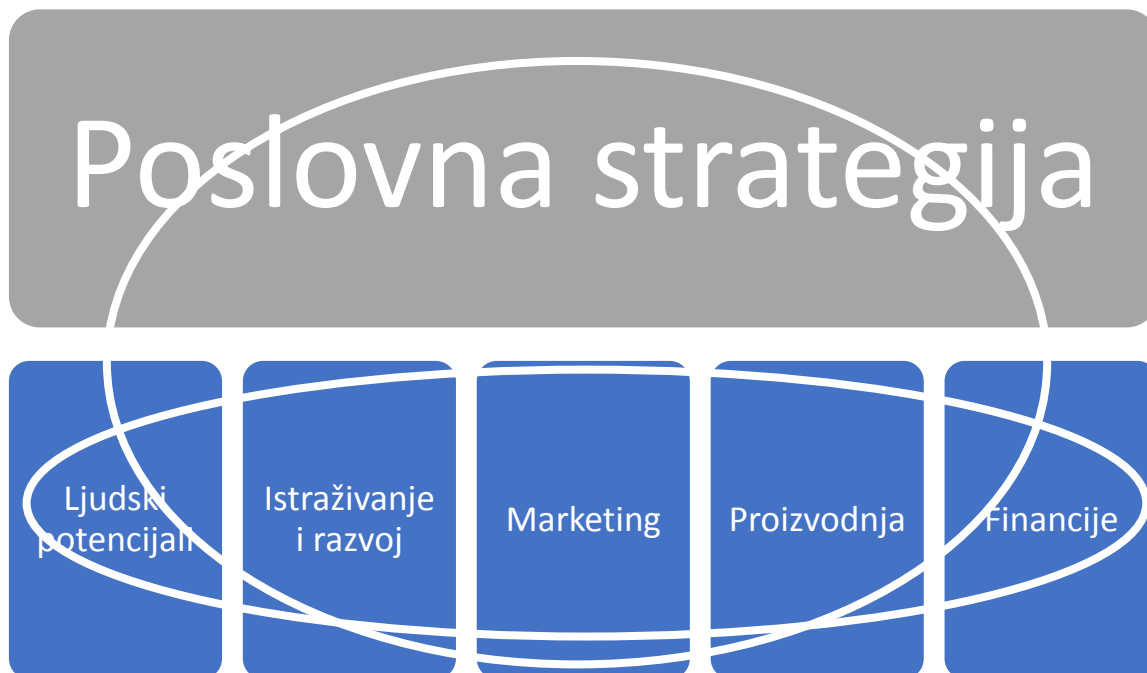 Poslovna strategija
Ljudski
potencijali
Istraživanje
i razvoj
Marketing
Proizvodnja
Financije